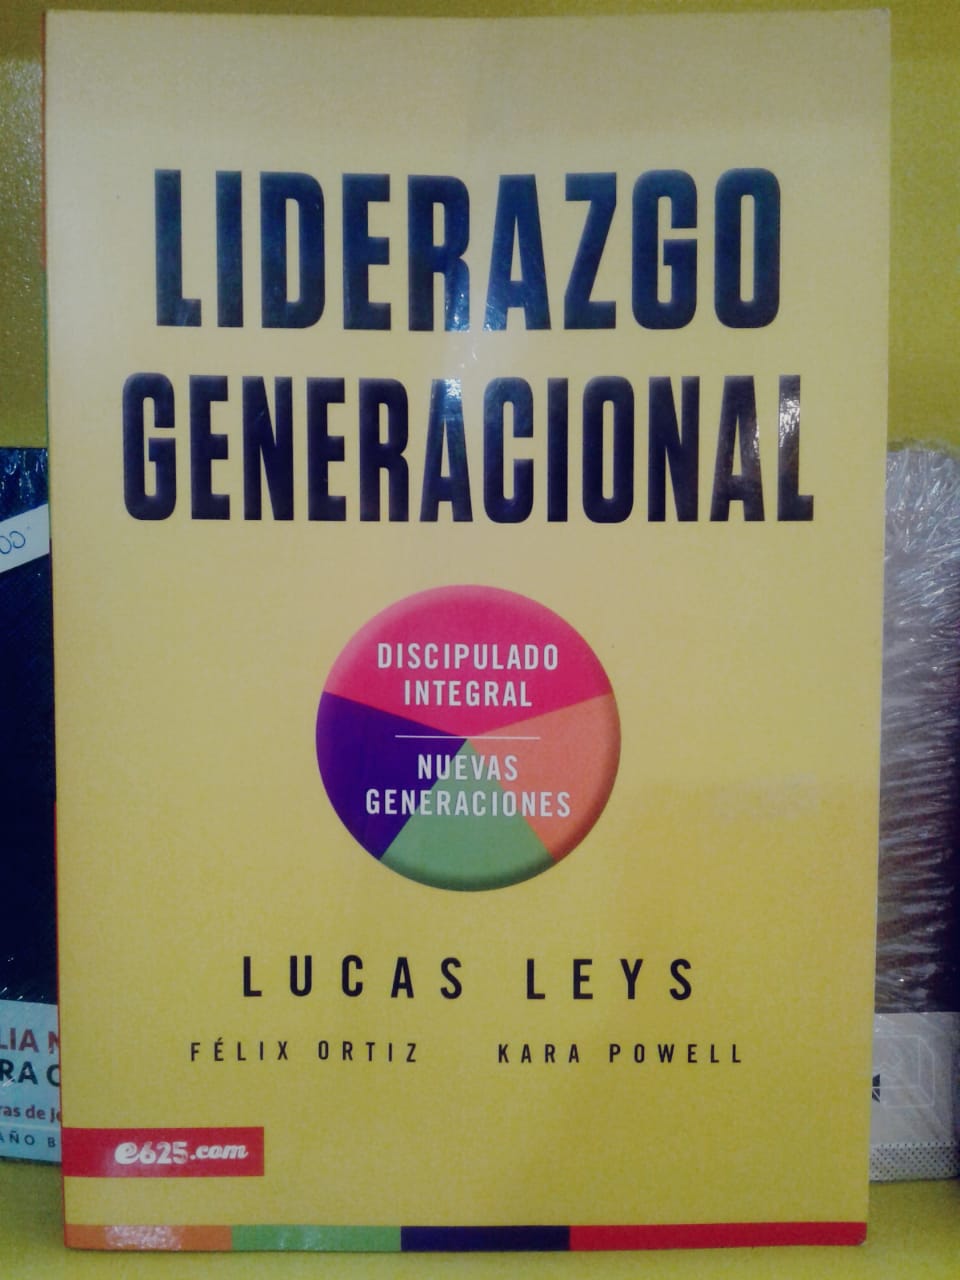 LIDERAZGO
GENERACIONAL
DISCIPULADO
INTEGRAL
NUEVAS
GENERACIONES
LUCAS LEYS
FÉLIX ORTIZ KARA POWELL
e625.com